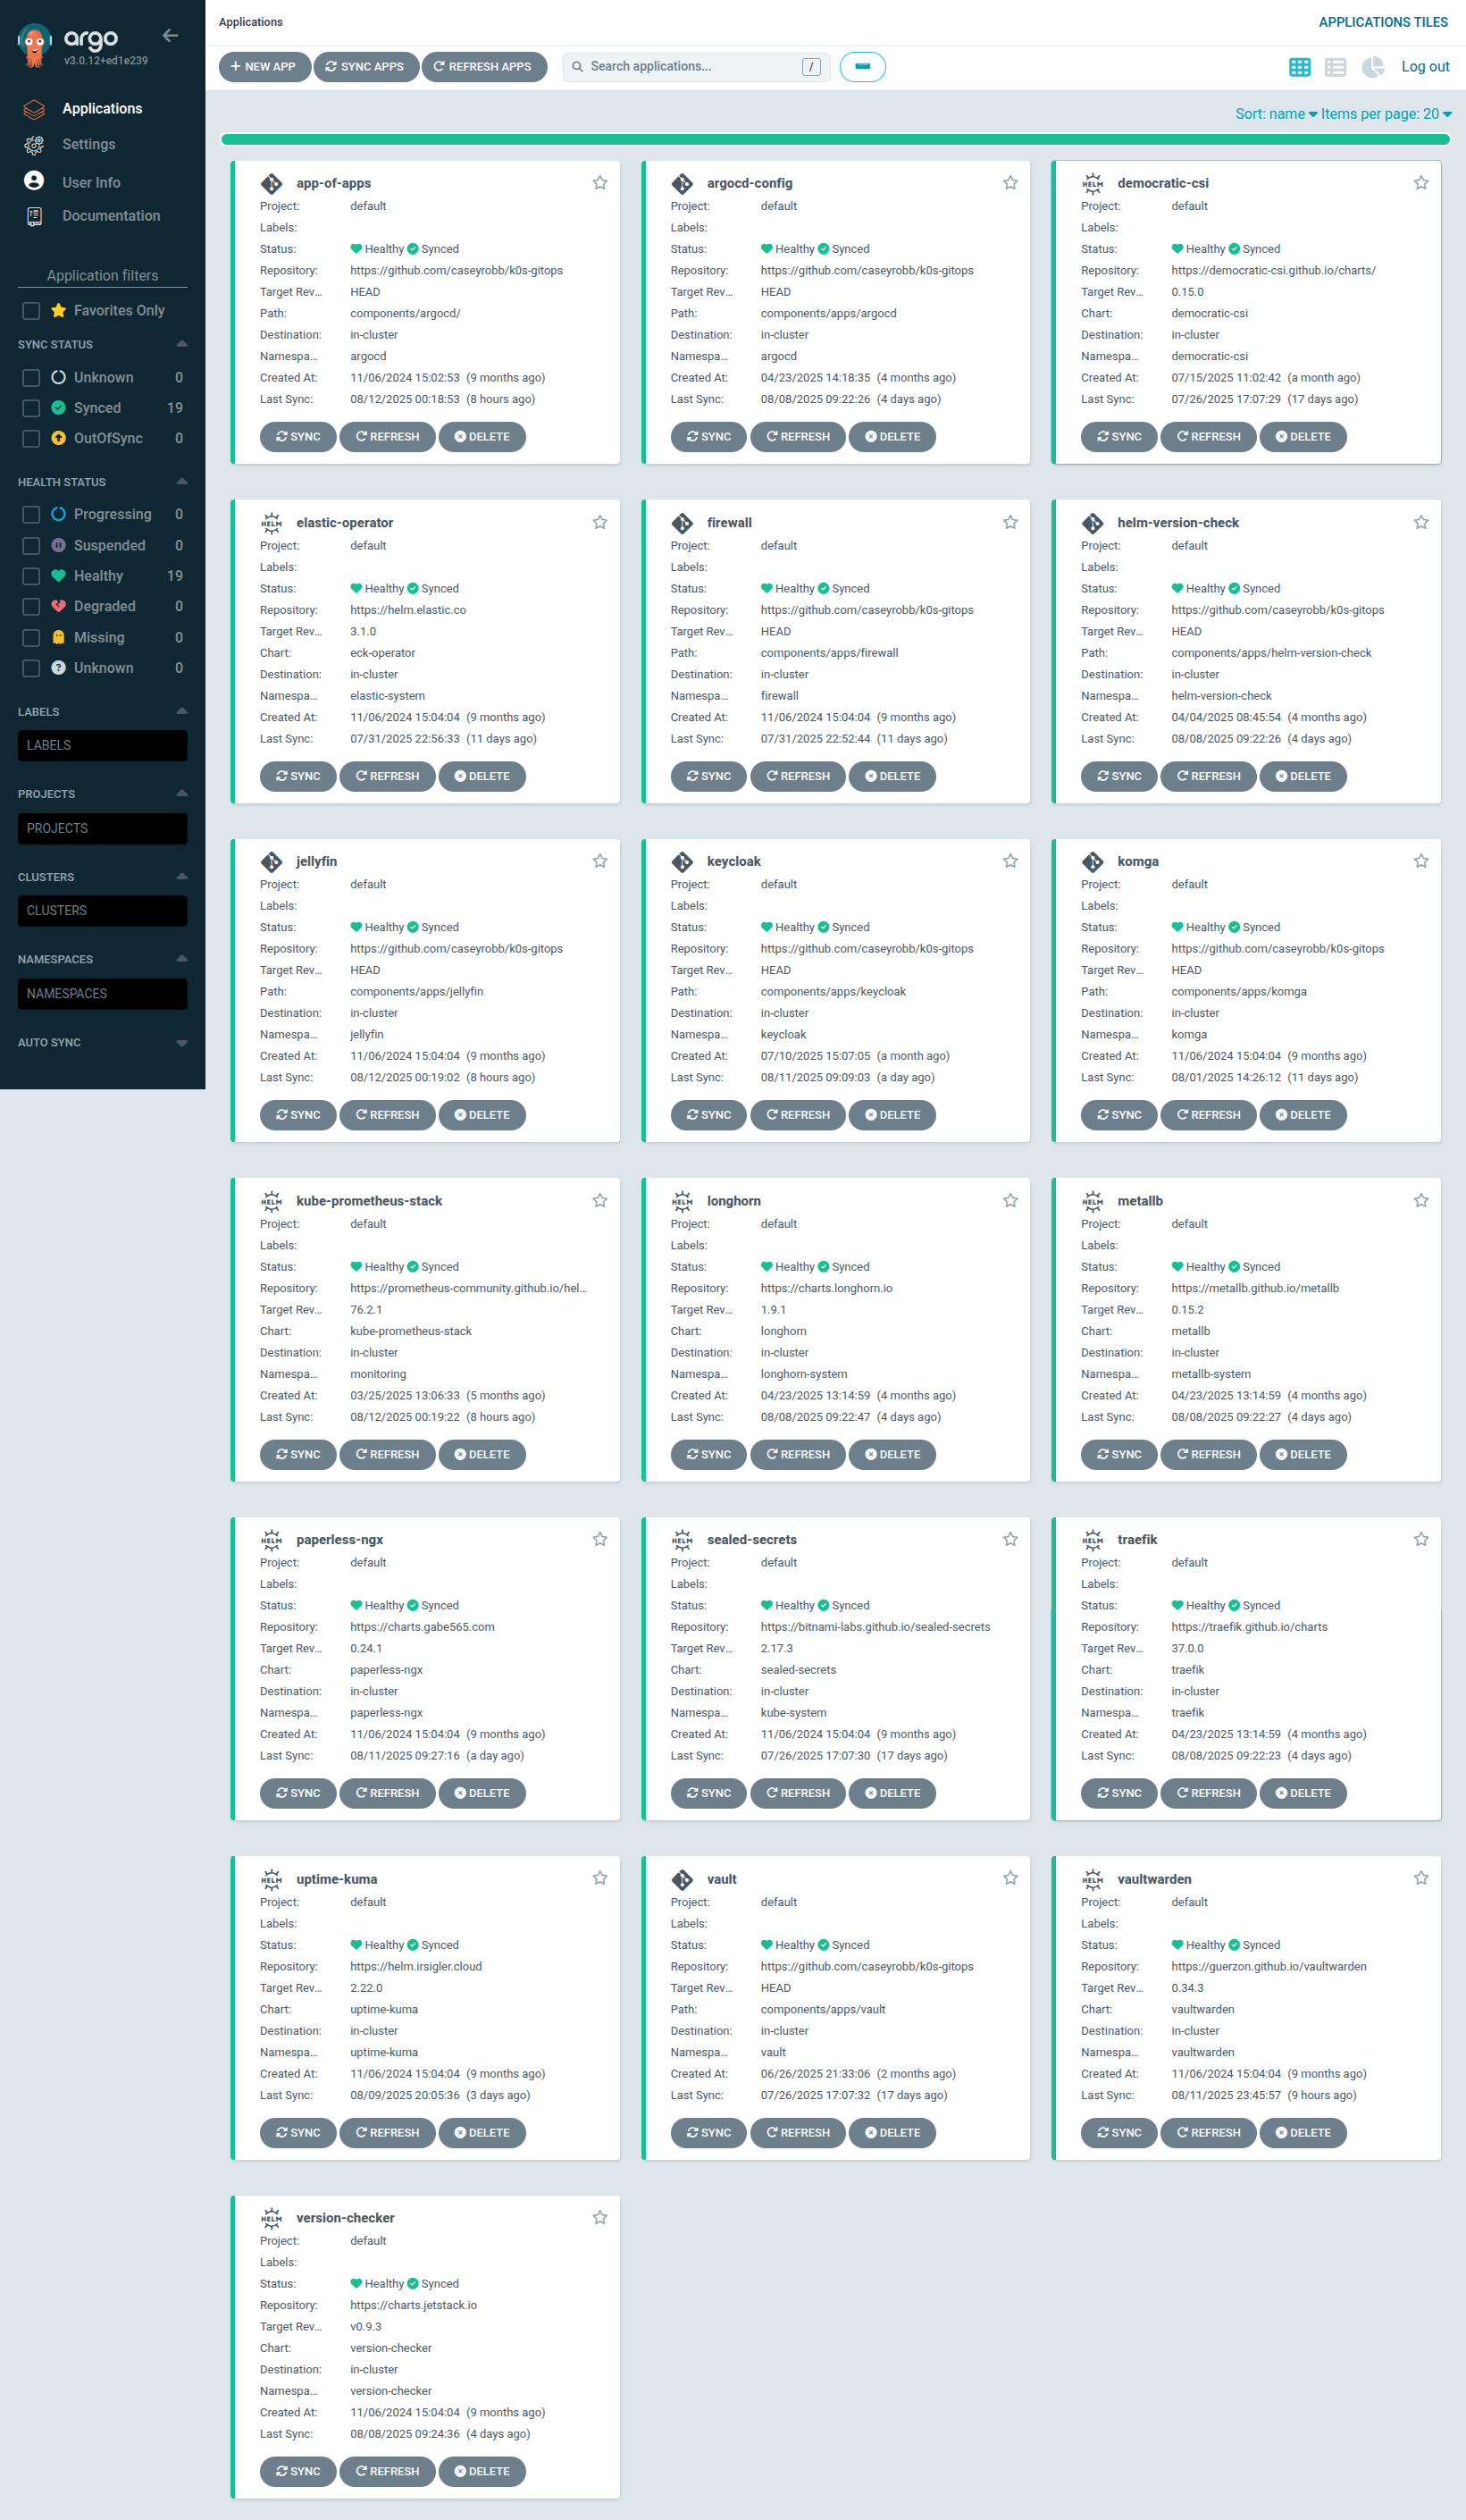 argo
v3.0.12+ed1e239
Applications
Settings
User Info
Documentation
Application filters
Favorites Only
SYNC STATUS
Unknown 0
Synced 19
OutOfSync 0
HEALTH STATUS
Progressing 0
Suspended 0
Healthy 19
Degraded 0
Missing 0
Unknown 0
LABELS
LABELS
PROJECTS
PROJECTS
CLUSTERS
CLUSTERS
NAMESPACES
NAMESPACES
AUTO SYNC
Applications
APPLICATIONS TILES
NEW APP SYNC APPS REFRESH APPS Search applications... / Log out
Sort: name Items per page: 20
app-of-apps
Project: default
Labels:
Status: Healthy Synced
Repository: https://github.com/caseyrobb/k0s-gitops
Target Rev... HEAD
Path: components/argocd/
Destination: in-cluster
Namespa... argocd
Created At: 11/06/2024 15:02:53 (9 months ago)
Last Sync: 08/12/2025 00:18:53 (8 hours ago)
SYNC REFRESH DELETE
argocd-config
Project: default
Labels:
Status: Healthy Synced
Repository: https://github.com/caseyrobb/k0s-gitops
Target Rev... HEAD
Path: components/apps/argocd
Destination: in-cluster
Namespa... argocd
Created At: 04/23/2025 14:18:35 (4 months ago)
Last Sync: 08/08/2025 09:22:26 (4 days ago)
SYNC REFRESH DELETE
HELM democratic-csi
Project: default
Labels:
Status: Healthy Synced
Repository: https://democratic-csi.github.io/charts/
Target Rev... 0.15.0
Chart: democratic-csi
Destination: in-cluster
Namespa... democratic-csi
Created At: 07/15/2025 11:02:42 (a month ago)
Last Sync: 07/26/2025 17:07:29 (17 days ago)
SYNC REFRESH DELETE
HELM elastic-operator
Project: default
Labels:
Status: Healthy Synced
Repository: https://helm.elastic.co
Target Rev... 3.1.0
Chart: eck-operator
Destination: in-cluster
Namespa... elastic-system
Created At: 11/06/2024 15:04:04 (9 months ago)
Last Sync: 07/31/2025 22:56:33 (11 days ago)
SYNC REFRESH DELETE
firewall
Project: default
Labels:
Status: Healthy Synced
Repository: https://github.com/caseyrobb/k0s-gitops
Target Rev... HEAD
Path: components/apps/firewall
Destination: in-cluster
Namespa... firewall
Created At: 11/06/2024 15:04:04 (9 months ago)
Last Sync: 07/31/2025 22:52:44 (11 days ago)
SYNC REFRESH DELETE
helm-version-check
Project: default
Labels:
Status: Healthy Synced
Repository: https://github.com/caseyrobb/k0s-gitops
Target Rev... HEAD
Path: components/apps/helm-version-check
Destination: in-cluster
Namespa... helm-version-check
Created At: 04/04/2025 08:45:54 (4 months ago)
Last Sync: 08/08/2025 09:22:26 (4 days ago)
SYNC REFRESH DELETE
jellyfin
Project: default
Labels:
Status: Healthy Synced
Repository: https://github.com/caseyrobb/k0s-gitops
Target Rev... HEAD
Path: components/apps/jellyfin
Destination: in-cluster
Namespa... jellyfin
Created At: 11/06/2024 15:04:04 (9 months ago)
Last Sync: 08/12/2025 00:19:02 (8 hours ago)
SYNC REFRESH DELETE
keycloak
Project: default
Labels:
Status: Healthy Synced
Repository: https://github.com/caseyrobb/k0s-gitops
Target Rev... HEAD
Path: components/apps/keycloak
Destination: in-cluster
Namespa... keycloak
Created At: 07/10/2025 15:07:05 (a month ago)
Last Sync: 08/11/2025 09:09:03 (a day ago)
SYNC REFRESH DELETE
komga
Project: default
Labels:
Status: Healthy Synced
Repository: https://github.com/caseyrobb/k0s-gitops
Target Rev... HEAD
Path: components/apps/komga
Destination: in-cluster
Namespa... komga
Created At: 11/06/2024 15:04:04 (9 months ago)
Last Sync: 08/01/2025 14:26:12 (11 days ago)
SYNC REFRESH DELETE
HELM kube-prometheus-stack
Project: default
Labels:
Status: Healthy Synced
Repository: https://prometheus-community.github.io/hel...
Target Rev... 76.2.1
Chart: kube-prometheus-stack
Destination: in-cluster
Namespa... monitoring
Created At: 03/25/2025 13:06:33 (5 months ago)
Last Sync: 08/12/2025 00:19:22 (8 hours ago)
SYNC REFRESH DELETE
HELM longhorn
Project: default
Labels:
Status: Healthy Synced
Repository: https://charts.longhorn.io
Target Rev... 1.9.1
Chart: longhorn
Destination: in-cluster
Namespa... longhorn-system
Created At: 04/23/2025 13:14:59 (4 months ago)
Last Sync: 08/08/2025 09:22:47 (4 days ago)
SYNC REFRESH DELETE
HELM metallb
Project: default
Labels:
Status: Healthy Synced
Repository: https://metallb.github.io/metallb
Target Rev... 0.15.2
Chart: metallb
Destination: in-cluster
Namespa... metallb-system
Created At: 04/23/2025 13:14:59 (4 months ago)
Last Sync: 08/08/2025 09:22:27 (4 days ago)
SYNC REFRESH DELETE
HELM paperless-ngx
Project: default
Labels:
Status: Healthy Synced
Repository: https://charts.gabe565.com
Target Rev... 0.24.1
Chart: paperless-ngx
Destination: in-cluster
Namespa... paperless-ngx
Created At: 11/06/2024 15:04:04 (9 months ago)
Last Sync: 08/11/2025 09:27:16 (a day ago)
SYNC REFRESH DELETE
HELM sealed-secrets
Project: default
Labels:
Status: Healthy Synced
Repository: https://bitnami-labs.github.io/sealed-secrets
Target Rev... 2.17.3
Chart: sealed-secrets
Destination: in-cluster
Namespa... kube-system
Created At: 11/06/2024 15:04:04 (9 months ago)
Last Sync: 07/26/2025 17:07:30 (17 days ago)
SYNC REFRESH DELETE
HELM traefik
Project: default
Labels:
Status: Healthy Synced
Repository: https://traefik.github.io/charts
Target Rev... 37.0.0
Chart: traefik
Destination: in-cluster
Namespa... traefik
Created At: 04/23/2025 13:14:59 (4 months ago)
Last Sync: 08/08/2025 09:22:23 (4 days ago)
SYNC REFRESH DELETE
HELM uptime-kuma
Project: default
Labels:
Status: Healthy Synced
Repository: https://helm.irsigler.cloud
Target Rev... 2.22.0
Chart: uptime-kuma
Destination: in-cluster
Namespa... uptime-kuma
Created At: 11/06/2024 15:04:04 (9 months ago)
Last Sync: 08/09/2025 20:05:36 (3 days ago)
SYNC REFRESH DELETE
vault
Project: default
Labels:
Status: Healthy Synced
Repository: https://github.com/caseyrobb/k0s-gitops
Target Rev... HEAD
Path: components/apps/vault
Destination: in-cluster
Namespa... vault
Created At: 06/26/2025 21:33:06 (2 months ago)
Last Sync: 07/26/2025 17:07:32 (17 days ago)
SYNC REFRESH DELETE
HELM vaultwarden
Project: default
Labels:
Status: Healthy Synced
Repository: https://guerzon.github.io/vaultwarden
Target Rev... 0.34.3
Chart: vaultwarden
Destination: in-cluster
Namespa... vaultwarden
Created At: 11/06/2024 15:04:04 (9 months ago)
Last Sync: 08/11/2025 23:45:57 (9 hours ago)
SYNC REFRESH DELETE
HELM version-checker
Project: default
Labels:
Status: Healthy Synced
Repository: https://charts.jetstack.io
Target Rev... v0.9.3
Chart: version-checker
Destination: in-cluster
Namespa... version-checker
Created At: 11/06/2024 15:04:04 (9 months ago)
Last Sync: 08/08/2025 09:24:36 (4 days ago)
SYNC REFRESH DELETE